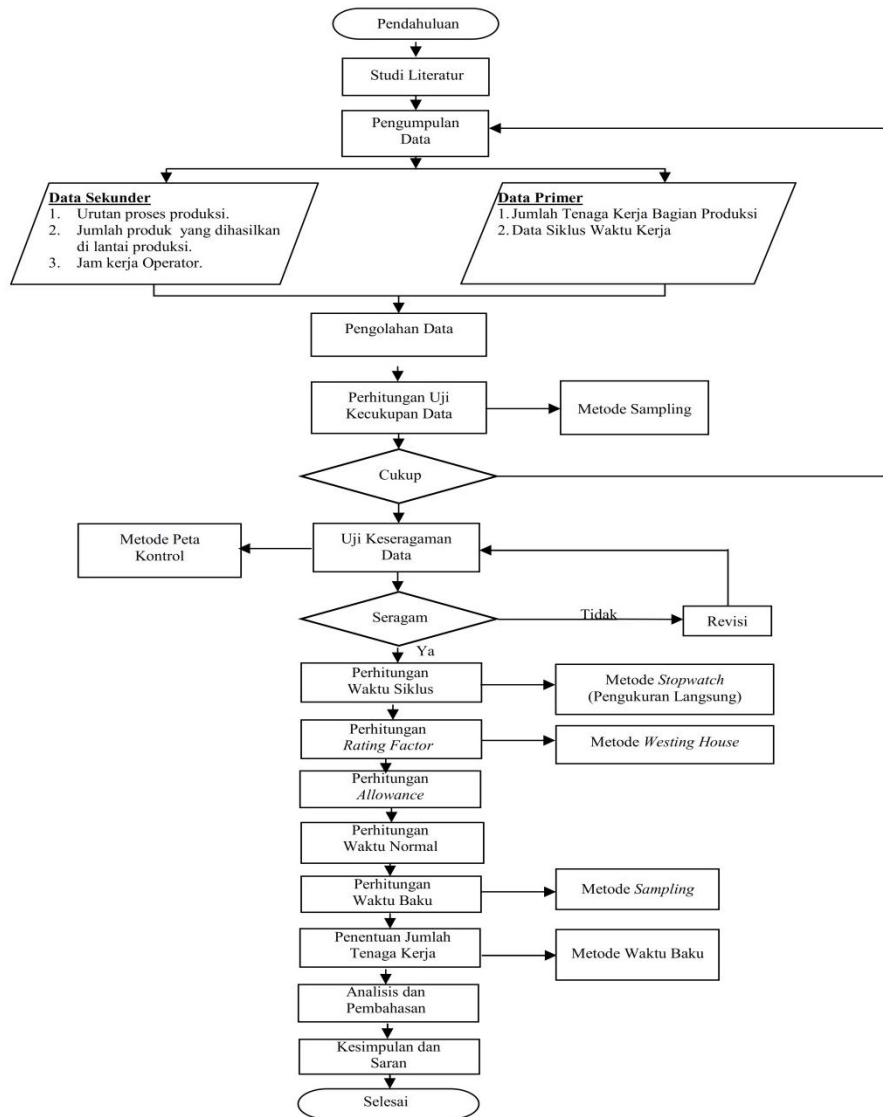 Pendahuluan
Studi Literatur
Pengumpulan
Data
Data Sekunder
1. Urutan proses produksi.
2. Jumlah produk yang dihasilkan
di lantai produksi.
3. Jam kerja Operator.
Data Primer
1. Jumlah Tenaga Kerja Bagian Produksi
2. Data Siklus Waktu Kerja
Pengolahan Data
Perhitungan Uji
Kecukupan Data
Metode Sampling
Cukup
Metode Peta
Kontrol
Uji Keseragaman
Data
Seragam
Tidak
Revisi
Ya
Perhitungan
Waktu Siklus
Metode Stopwatch
(Pengukuran Langsung)
Perhitungan
Rating Factor
Metode Westing House
Perhitungan
Allowance
Perhitungan
Waktu Normal
Perhitungan
Waktu Baku
Metode Sampling
Penentuan Jumlah
Tenaga Kerja
Metode Waktu Baku
Analisis dan
Pembahasan
Kesimpulan dan
Saran
Selesai